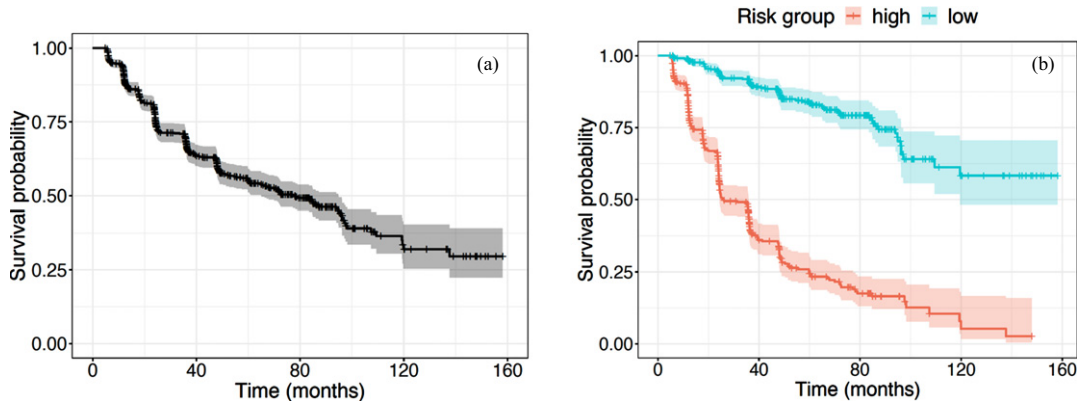 Risk group high low
(a)
1.00
0.75
0.50
0.25
0.00
Survival probability
0 40 80 120 160
Time (months)
(b)
1.00
0.75
0.50
0.25
0.00
Survival probability
0 40 80 120 160
Time (months)